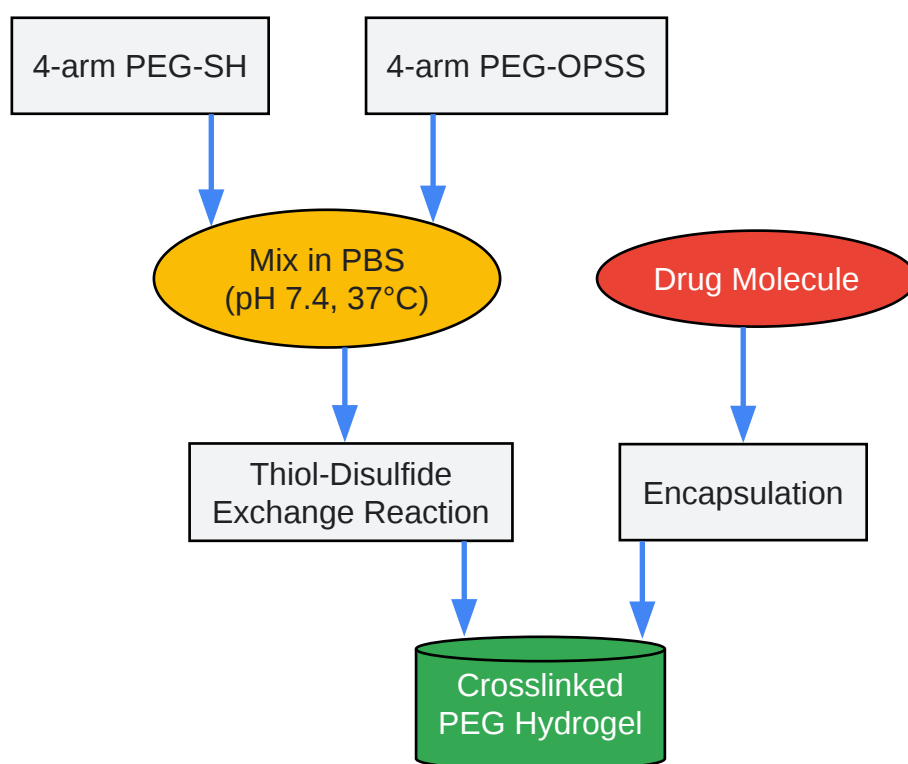 4-arm PEG-SH
4-arm PEG-OPSS
Mix in PBS
(pH 7.4, 37°C)
Drug Molecule
Thiol-Disulfide
Exchange Reaction
Encapsulation
Crosslinked
PEG Hydrogel